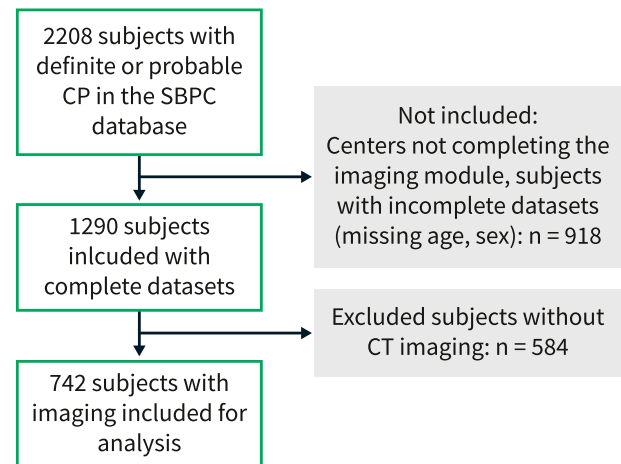 2208 subjects with
definite or probable
CP in the SBPC
database
Not included:
Centers not completing the
imaging module, subjects
with incomplete datasets
(missing age, sex): n = 918
1290 subjects
inlcuded with
complete datasets
Excluded subjects without
CT imaging: n = 584
742 subjects with
imaging included for
analysis